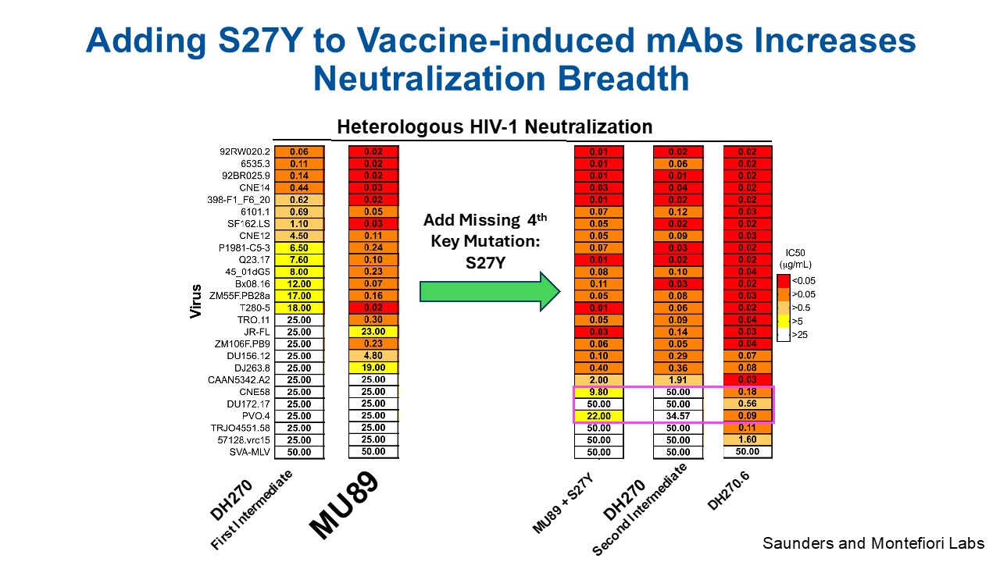 Adding S27Y to Vaccine-induced mAbs Increases
Neutralization Breadth
Heterologous HIV-1 Neutralization
92RW020.2 0.06 0.02 0.01 0.02 0.02
6535.3 0.11 0.02 0.01 0.06 0.02
92BR025.9 0.14 0.02 0.01 0.01 0.02
CNE14 0.44 0.03 0.03 0.04 0.02
398-F1_F6_20 0.62 0.02 0.01 0.02 0.02
6101.1 0.69 0.05 0.07 0.12 0.03
SF162.LS 1.10 0.03 0.05 0.02 0.02
CNE12 4.50 0.11 0.05 0.09 0.03
P1981-C5-3 6.50 0.24 0.07 0.03 0.02
Q23.17 7.60 0.10 0.01 0.02 0.02
45_01dG5 8.00 0.23 0.08 0.10 0.04
Bx08.16 12.00 0.07 0.11 0.03 0.02
ZM55F.PB28a 17.00 0.16 0.05 0.08 0.03
T280-5 18.00 0.02 0.01 0.06 0.02
TRO.11 25.00 0.30 0.05 0.09 0.04
JR-FL 25.00 23.00 0.03 0.14 0.03
ZM106F.PB9 25.00 0.23 0.06 0.05 0.04
DU156.12 25.00 4.80 0.10 0.29 0.07
DJ263.8 25.00 19.00 0.40 0.36 0.08
CAAN5342.A2 25.00 25.00 2.00 1.91 0.03
CNE58 25.00 25.00 9.80 50.00 0.18
DU172.17 25.00 25.00 50.00 50.00 0.56
PVO.4 25.00 25.00 22.00 34.57 0.09
TRJO4551.58 25.00 25.00 50.00 50.00 0.11
57128.vrc15 25.00 25.00 50.00 50.00 1.60
SVA-MLV 50.00 50.00 50.00 50.00 50.00
Virus
Add Missing 4th
Key Mutation:
S27Y
IC50
(µg/mL)
<0.05
>0.05
>0.5
>5
>25
DH270
First Intermediate
MU89
MU89 + S27Y
DH270
Second Intermediate
DH270.6
Saunders and Montefiori Labs